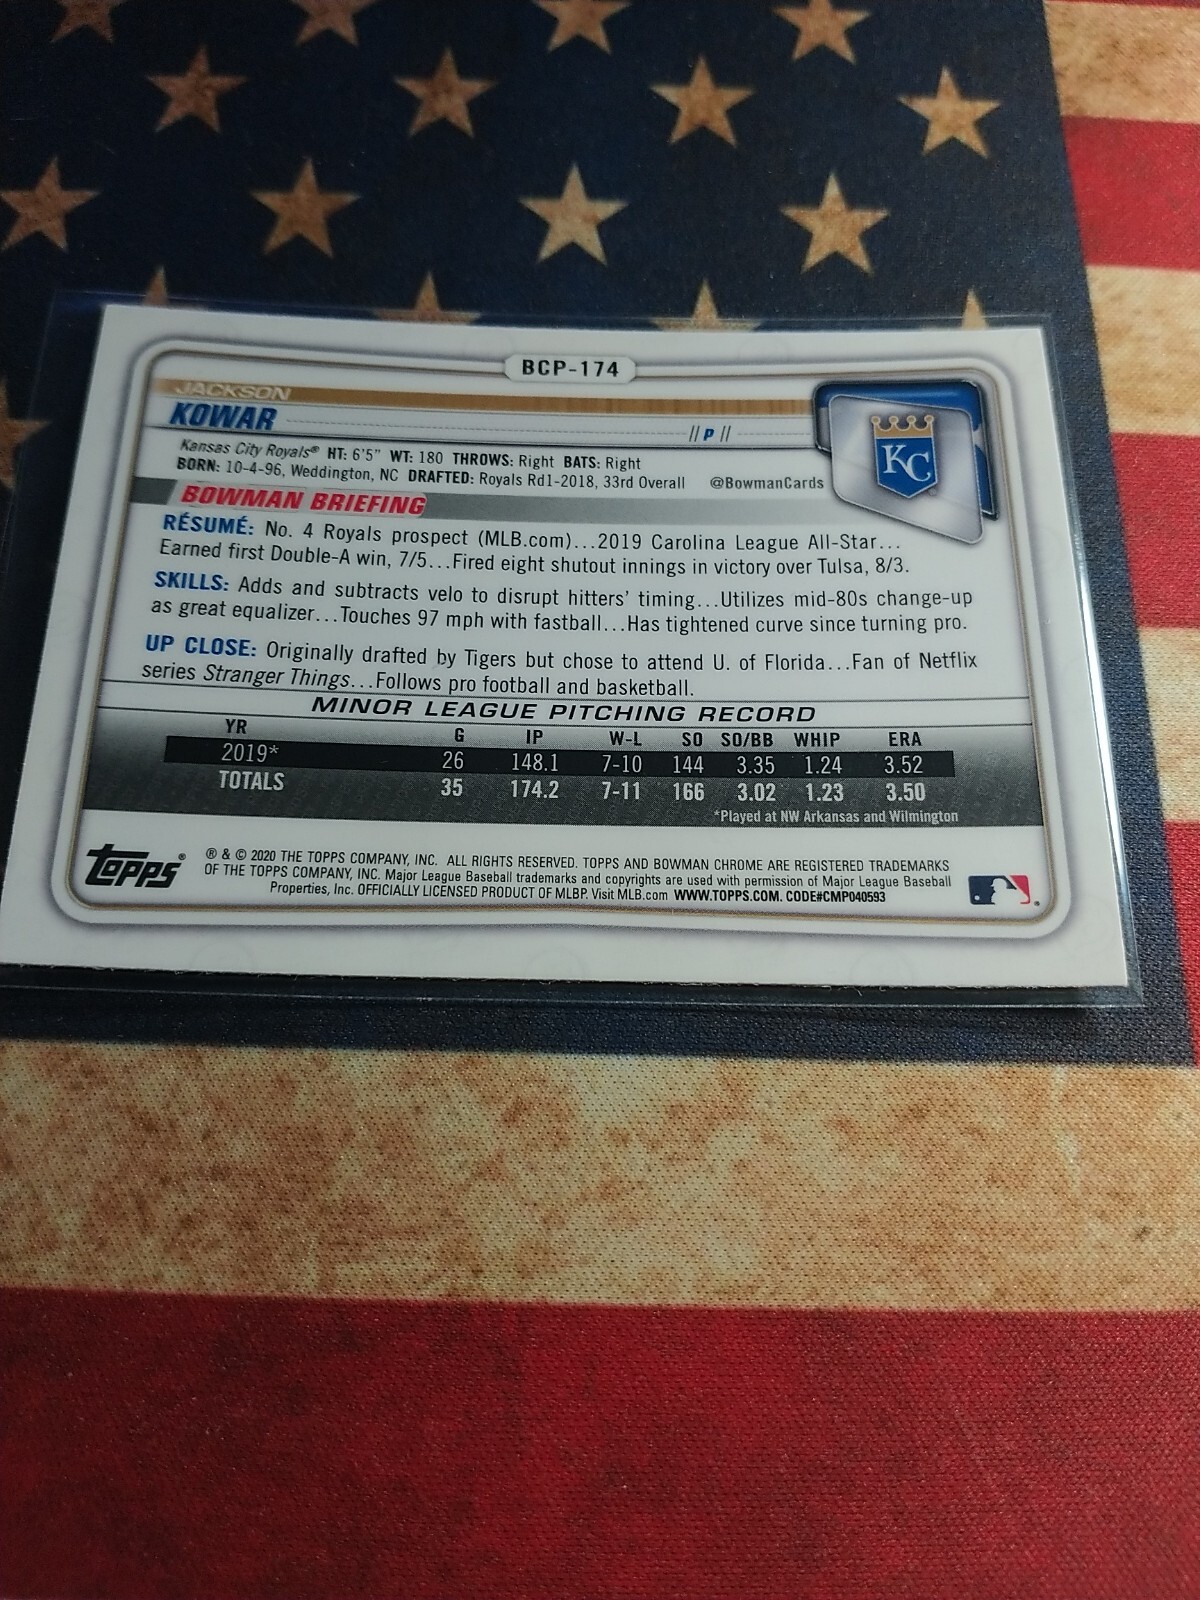 BCP-174
JACKSON
KOWAR
//P//
Kansas City Royals® HT: 6'5" WT: 180 THROWS: Right BATS: Right
BORN: 10-4-96, Weddington, NC DRAFTED: Royals Rd1-2018, 33rd Overall @BowmanCards
KC
BOWMAN BRIEFING
RÉSUMÉ: No. 4 Royals prospect (MLB.com)...2019 Carolina League All-Star...
Earned first Double-A win, 7/5...Fired eight shutout innings in victory over Tulsa, 8/3.
SKILLS: Adds and subtracts velo to disrupt hitters' timing...Utilizes mid-80s change-up
as great equalizer...Touches 97 mph with fastball...Has tightened curve since turning pro.
UP CLOSE: Originally drafted by Tigers but chose to attend U. of Florida...Fan of Netflix
series Stranger Things...Follows pro football and basketball.
MINOR LEAGUE PITCHING RECORD
YR G IP W-L SO SO/BB WHIP ERA
2019* 26 148.1 7-10 144 3.35 1.24 3.52
TOTALS 35 174.2 7-11 166 3.02 1.23 3.50
*Played at NW Arkansas and Wilmington
TOPPS®
® & © 2020 THE TOPPS COMPANY, INC. ALL RIGHTS RESERVED. TOPPS AND BOWMAN CHROME ARE REGISTERED TRADEMARKS
OF THE TOPPS COMPANY, INC. Major League Baseball trademarks and copyrights are used with permission of Major League Baseball
Properties, Inc. OFFICIALLY LICENSED PRODUCT OF MLBP. Visit MLB.com WWW.TOPPS.COM. CODE#CMP040593